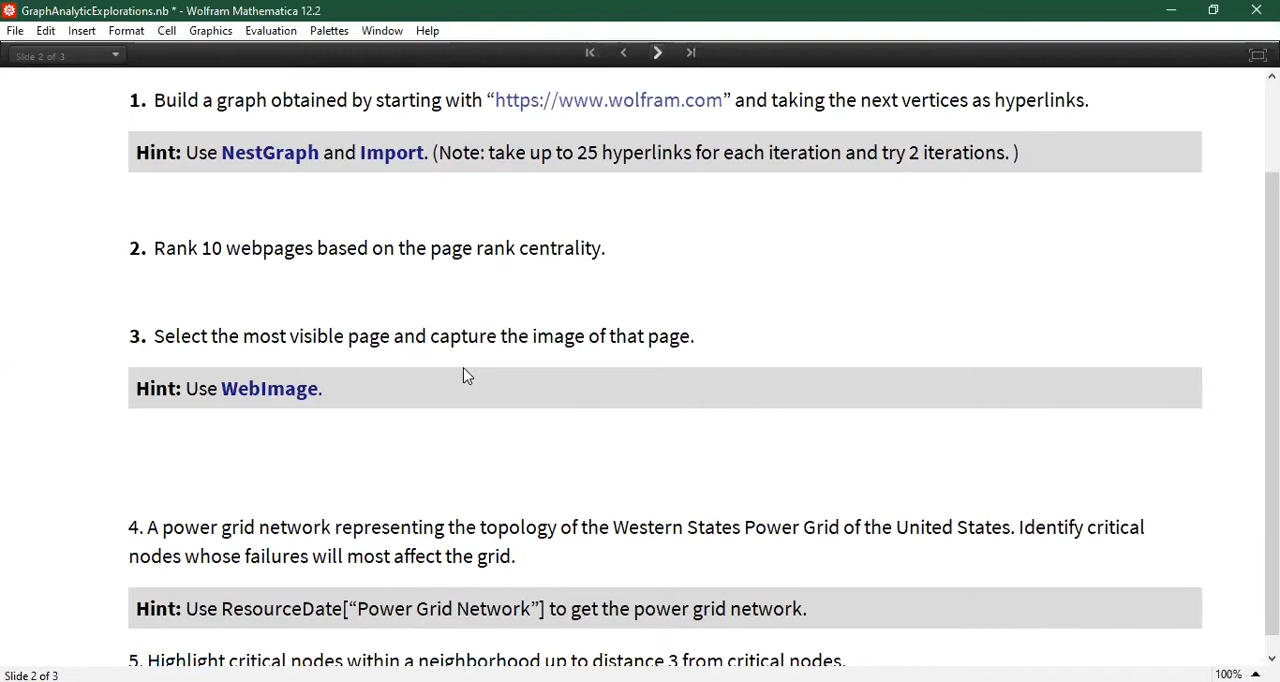 GraphAnalyticExplorations.nb * - Wolfram Mathematica 12.2
File Edit Insert Format Cell Graphics Evaluation Palettes Window Help
Slide 2 of 3
1. Build a graph obtained by starting with “https://www.wolfram.com” and taking the next vertices as hyperlinks.
Hint: Use NestGraph and Import. (Note: take up to 25 hyperlinks for each iteration and try 2 iterations. )
2. Rank 10 webpages based on the page rank centrality.
3. Select the most visible page and capture the image of that page.
Hint: Use WebImage.
4. A power grid network representing the topology of the Western States Power Grid of the United States. Identify critical
nodes whose failures will most affect the grid.
Hint: Use ResourceDate[“Power Grid Network”] to get the power grid network.
5. Highlight critical nodes within a neighborhood up to distance 3 from critical nodes.
Slide 2 of 3
100%